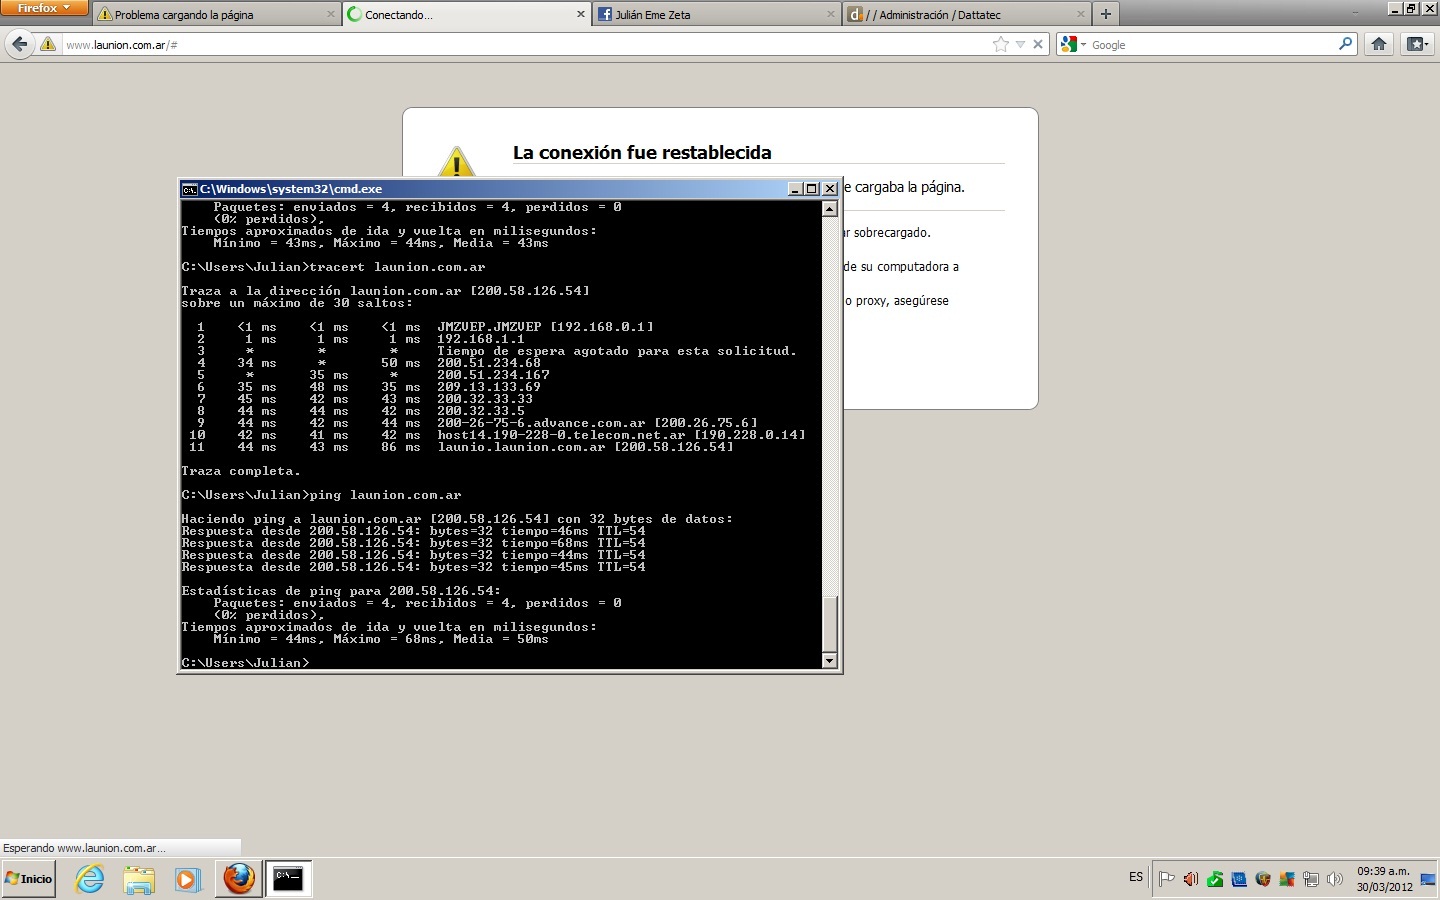 Firefox
Problema cargando la página
Conectando...
Julián Eme Zeta
/ / Administración / Dattatec
www.launion.com.ar/#
Google
La conexión fue restablecida
e cargaba la página.
ar sobrecargado.
de su computadora a
o proxy, asegúrese
C:\Windows\system32\cmd.exe
Paquetes: enviados = 4, recibidos = 4, perdidos = 0
(0% perdidos),
Tiempos aproximados de ida y vuelta en milisegundos:
Mínimo = 43ms, Máximo = 44ms, Media = 43ms
C:\Users\Julian>tracert launion.com.ar
Traza a la dirección launion.com.ar [200.58.126.54]
sobre un máximo de 30 saltos:
1 <1 ms <1 ms <1 ms JMZVEP.JMZVEP [192.168.0.1]
2 1 ms 1 ms 1 ms 192.168.1.1
3 * * * Tiempo de espera agotado para esta solicitud.
4 34 ms * 50 ms 200.51.234.68
5 * 35 ms * 200.51.234.167
6 35 ms 48 ms 35 ms 209.13.133.69
7 45 ms 42 ms 43 ms 200.32.33.33
8 44 ms 44 ms 42 ms 200.32.33.5
9 44 ms 42 ms 44 ms 200-26-75-6.advance.com.ar [200.26.75.6]
10 42 ms 41 ms 42 ms host14.190-228-0.telecom.net.ar [190.228.0.14]
11 44 ms 43 ms 86 ms launio.launion.com.ar [200.58.126.54]
Traza completa.
C:\Users\Julian>ping launion.com.ar
Haciendo ping a launion.com.ar [200.58.126.54] con 32 bytes de datos:
Respuesta desde 200.58.126.54: bytes=32 tiempo=46ms TTL=54
Respuesta desde 200.58.126.54: bytes=32 tiempo=68ms TTL=54
Respuesta desde 200.58.126.54: bytes=32 tiempo=44ms TTL=54
Respuesta desde 200.58.126.54: bytes=32 tiempo=45ms TTL=54
Estadísticas de ping para 200.58.126.54:
Paquetes: enviados = 4, recibidos = 4, perdidos = 0
(0% perdidos),
Tiempos aproximados de ida y vuelta en milisegundos:
Mínimo = 44ms, Máximo = 68ms, Media = 50ms
C:\Users\Julian>
Esperando www.launion.com.ar...
Inicio
ES
09:39 a.m.
30/03/2012